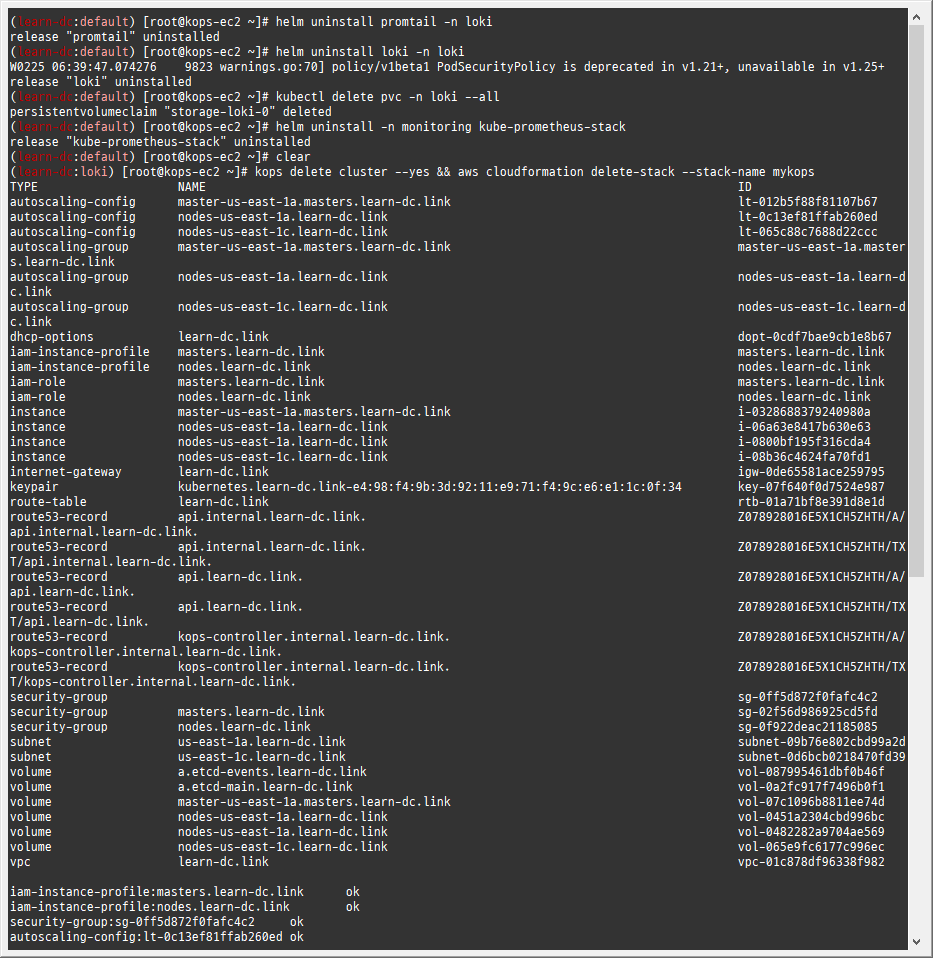 (learn-dc:default) [root@kops-ec2 ~]# helm uninstall promtail -n loki
release "promtail" uninstalled
(learn-dc:default) [root@kops-ec2 ~]# helm uninstall loki -n loki
W0225 06:39:47.074276    9823 warnings.go:70] policy/v1beta1 PodSecurityPolicy is deprecated in v1.21+, unavailable in v1.25+
release "loki" uninstalled
(learn-dc:default) [root@kops-ec2 ~]# kubectl delete pvc -n loki --all
persistentvolumeclaim "storage-loki-0" deleted
(learn-dc:default) [root@kops-ec2 ~]# helm uninstall -n monitoring kube-prometheus-stack
release "kube-prometheus-stack" uninstalled
(learn-dc:default) [root@kops-ec2 ~]# clear
(learn-dc:loki) [root@kops-ec2 ~]# kops delete cluster --yes && aws cloudformation delete-stack --stack-name mykops
TYPE NAME ID
autoscaling-config master-us-east-1a.masters.learn-dc.link lt-012b5f88f81107b67
autoscaling-config nodes-us-east-1a.learn-dc.link lt-0c13ef81ffab260ed
autoscaling-config nodes-us-east-1c.learn-dc.link lt-065c88c7688d22ccc
autoscaling-group master-us-east-1a.masters.learn-dc.link master-us-east-1a.master
s.learn-dc.link
autoscaling-group nodes-us-east-1a.learn-dc.link nodes-us-east-1a.learn-d
c.link
autoscaling-group nodes-us-east-1c.learn-dc.link nodes-us-east-1c.learn-d
c.link
dhcp-options learn-dc.link dopt-0cdf7bae9cb1e8b67
iam-instance-profile masters.learn-dc.link masters.learn-dc.link
iam-instance-profile nodes.learn-dc.link nodes.learn-dc.link
iam-role masters.learn-dc.link masters.learn-dc.link
iam-role nodes.learn-dc.link nodes.learn-dc.link
instance master-us-east-1a.masters.learn-dc.link i-0328688379240980a
instance nodes-us-east-1a.learn-dc.link i-06a63e8417b630e63
instance nodes-us-east-1a.learn-dc.link i-0800bf195f316cda4
instance nodes-us-east-1c.learn-dc.link i-08b36c4624fa70fd1
internet-gateway learn-dc.link igw-0de65581ace259795
keypair kubernetes.learn-dc.link-e4:98:f4:9b:3d:92:11:e9:71:f4:9c:e6:e1:1c:0f:34 key-07f640f0d7524e987
route-table learn-dc.link rtb-01a71bf8e391d8e1d
route53-record api.internal.learn-dc.link. Z078928016E5X1CH5ZHTH/A/
api.internal.learn-dc.link.
route53-record api.internal.learn-dc.link. Z078928016E5X1CH5ZHTH/TX
T/api.internal.learn-dc.link.
route53-record api.learn-dc.link. Z078928016E5X1CH5ZHTH/A/
api.learn-dc.link.
route53-record api.learn-dc.link. Z078928016E5X1CH5ZHTH/TX
T/api.learn-dc.link.
route53-record kops-controller.internal.learn-dc.link. Z078928016E5X1CH5ZHTH/A/
kops-controller.internal.learn-dc.link.
route53-record kops-controller.internal.learn-dc.link. Z078928016E5X1CH5ZHTH/TX
T/kops-controller.internal.learn-dc.link.
security-group sg-0ff5d872f0fafc4c2
security-group masters.learn-dc.link sg-02f56d986925cd5fd
security-group nodes.learn-dc.link sg-0f922deac21185085
subnet us-east-1a.learn-dc.link subnet-09b76e802cbd99a2d
subnet us-east-1c.learn-dc.link subnet-0d6bcb0218470fd39
volume a.etcd-events.learn-dc.link vol-087995461dbf0b46f
volume a.etcd-main.learn-dc.link vol-0a2fc917f7496b0f1
volume master-us-east-1a.masters.learn-dc.link vol-07c1096b8811ee74d
volume nodes-us-east-1a.learn-dc.link vol-0451a2304cbd996bc
volume nodes-us-east-1a.learn-dc.link vol-0482282a9704ae569
volume nodes-us-east-1c.learn-dc.link vol-065e9fc6177c996ec
vpc learn-dc.link vpc-01c878df96338f982
iam-instance-profile:masters.learn-dc.link ok
iam-instance-profile:nodes.learn-dc.link ok
security-group:sg-0ff5d872f0fafc4c2 ok
autoscaling-config:lt-0c13ef81ffab260ed ok